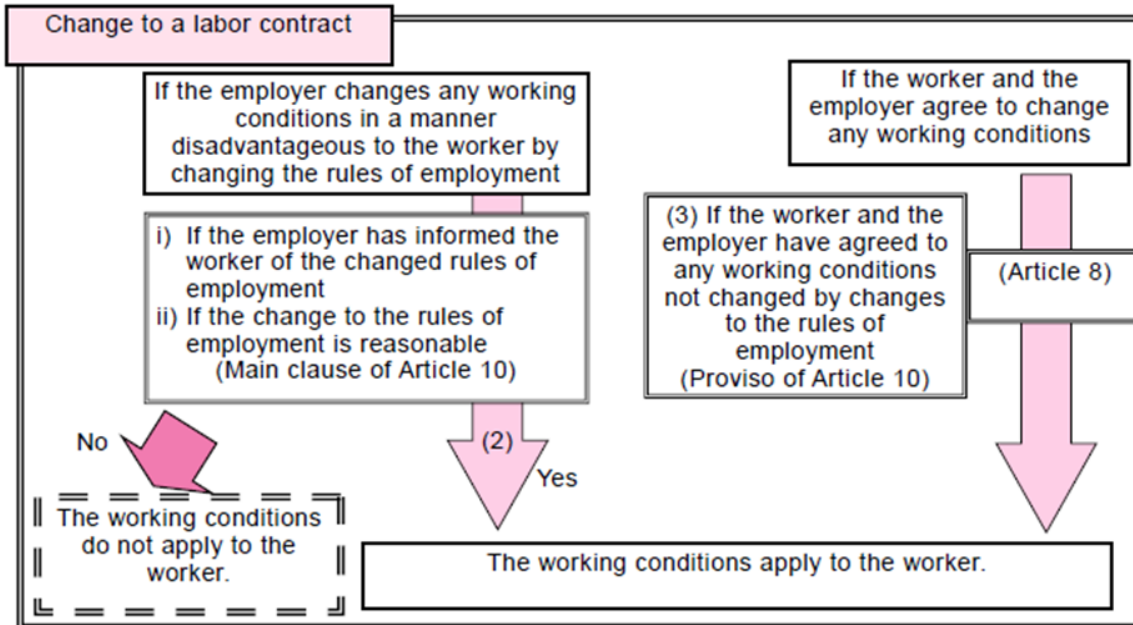 Change to a labor contract
If the employer changes any working
conditions in a manner
disadvantageous to the worker by
changing the rules of employment
i) If the employer has informed the
worker of the changed rules of
employment
ii) If the change to the rules of
employment is reasonable
(Main clause of Article 10)
No
(2)
Yes
The working conditions
do not apply to the
worker.
If the worker and the
employer agree to change
any working conditions
(3) If the worker and the
employer have agreed to
any working conditions
not changed by changes
to the rules of
employment
(Proviso of Article 10)
(Article 8)
The working conditions apply to the worker.